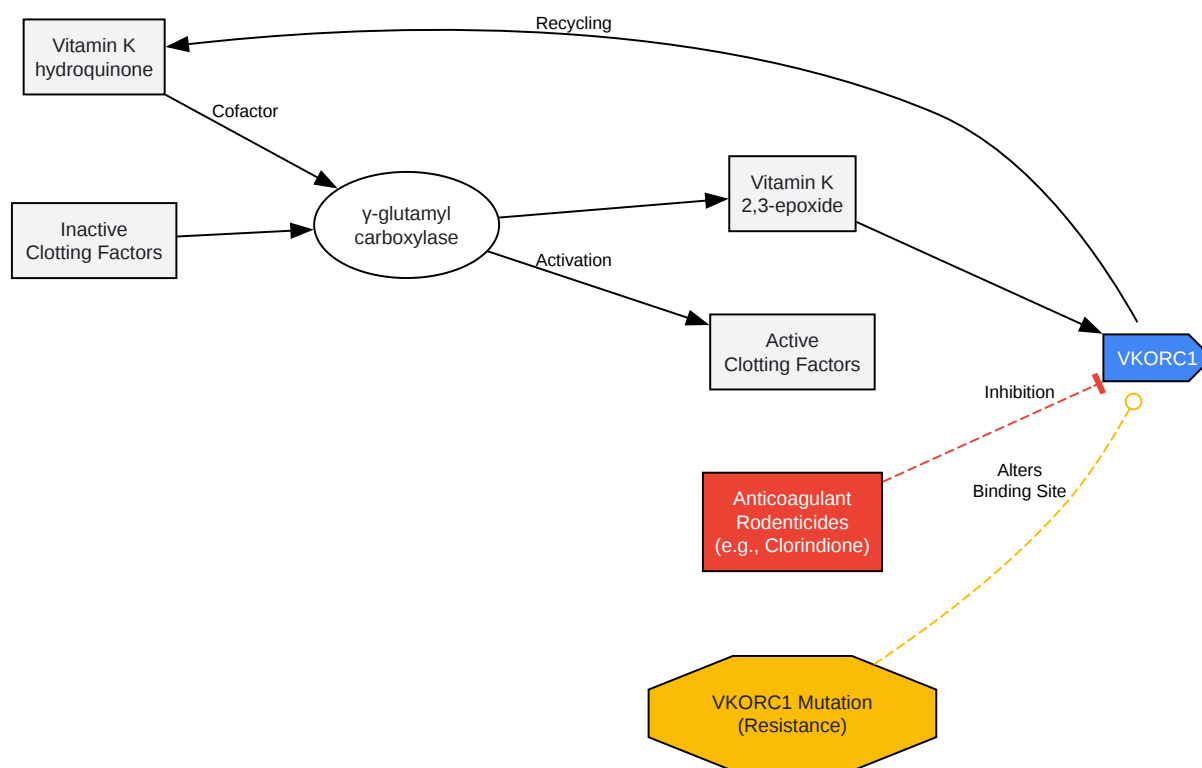 Recycling
Vitamin K
hydroquinone
Cofactor
Vitamin K
2,3-epoxide
γ-glutamyl
carboxylase
Inactive
Clotting Factors
Activation
Active
Clotting Factors
VKORC1
Inhibition
Alters
Binding Site
Anticoagulant
Rodenticides
(e.g., Clorindione)
VKORC1 Mutation
(Resistance)